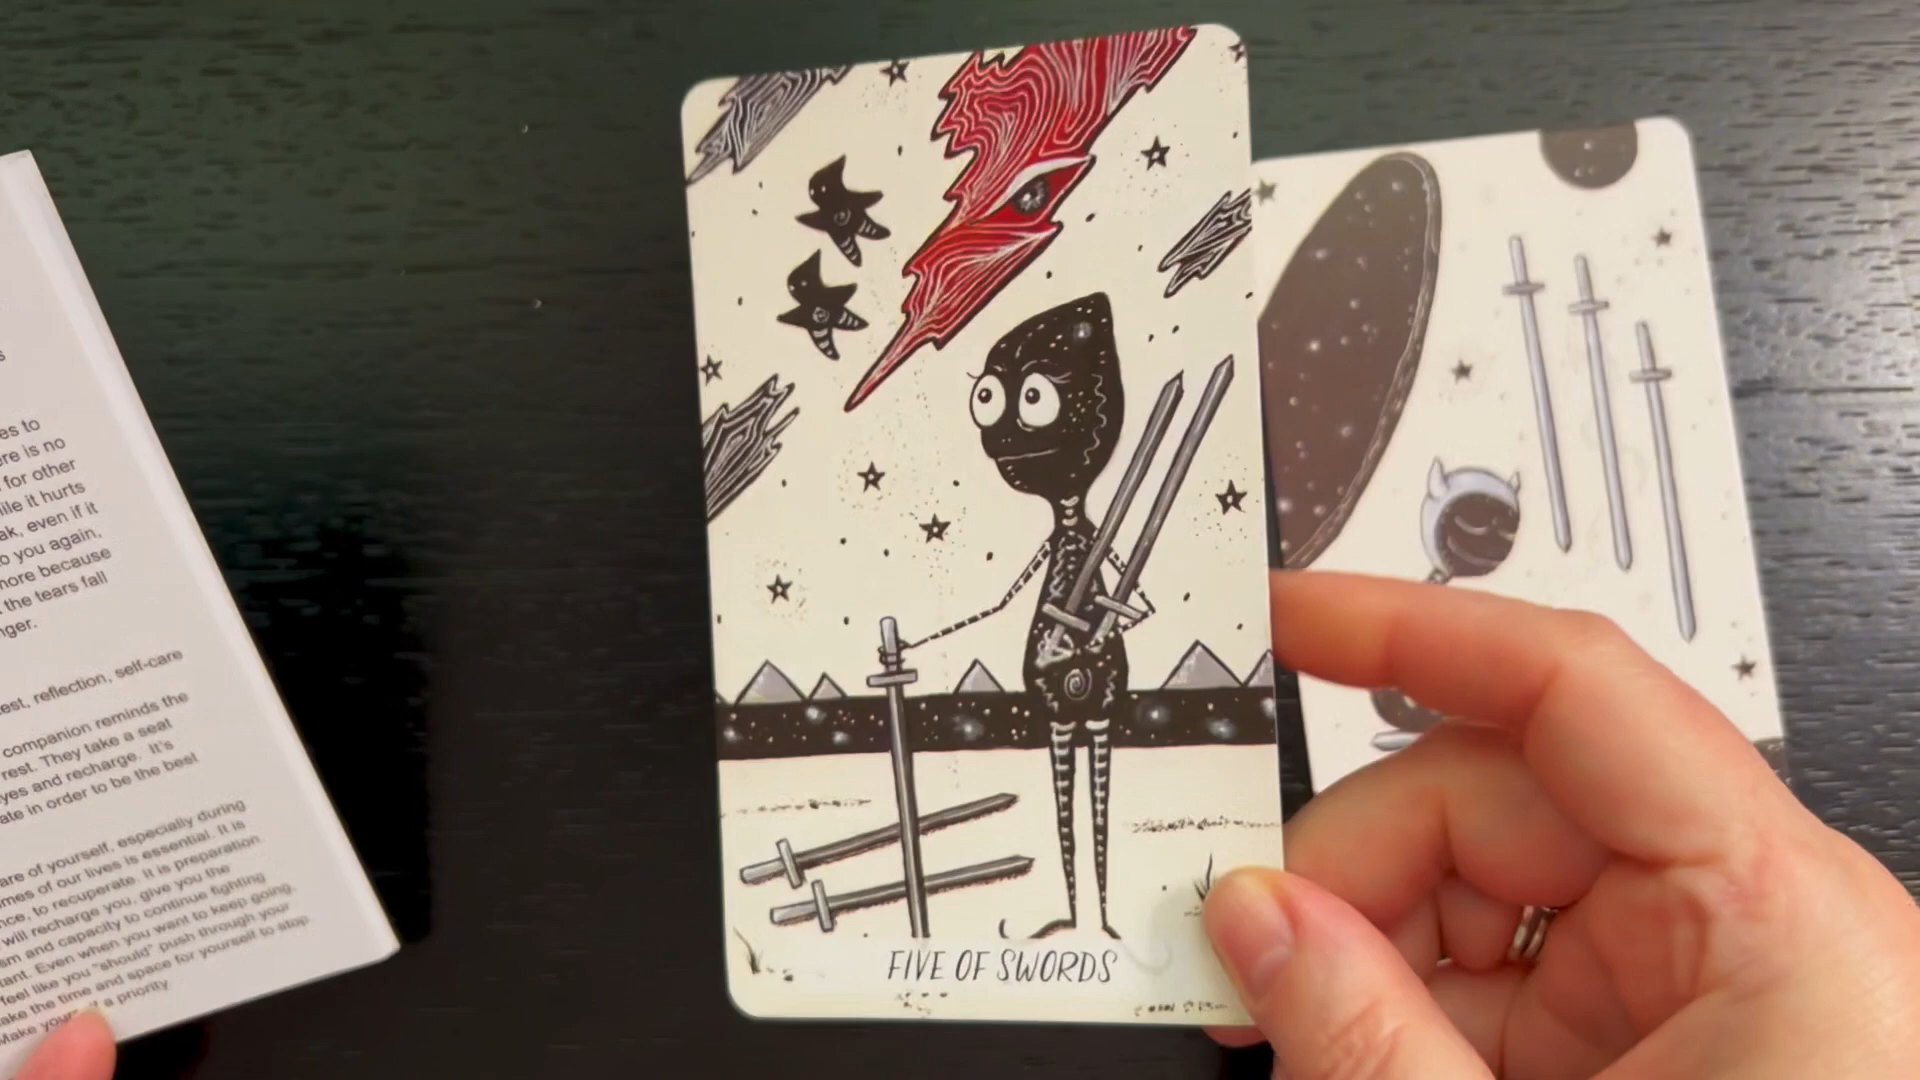 es to
ere is no
for other
ile it hurts
ak, even if it
o you again,
more because
the tears fall
nger.
est, reflection, self-care
companion reminds the
rest. They take a seat
yes and recharge. It's
ate in order to be the best
are of yourself, especially during
mes of our lives is essential. It is
nce, to recuperate. It is preparation.
will recharge you, give you the
sm and capacity to continue fighting
tant. Even when you want to keep going,
feel like you "should" push through your
ake the time and space for yourself to stop.
Make a priority.
FIVE OF SWORDS